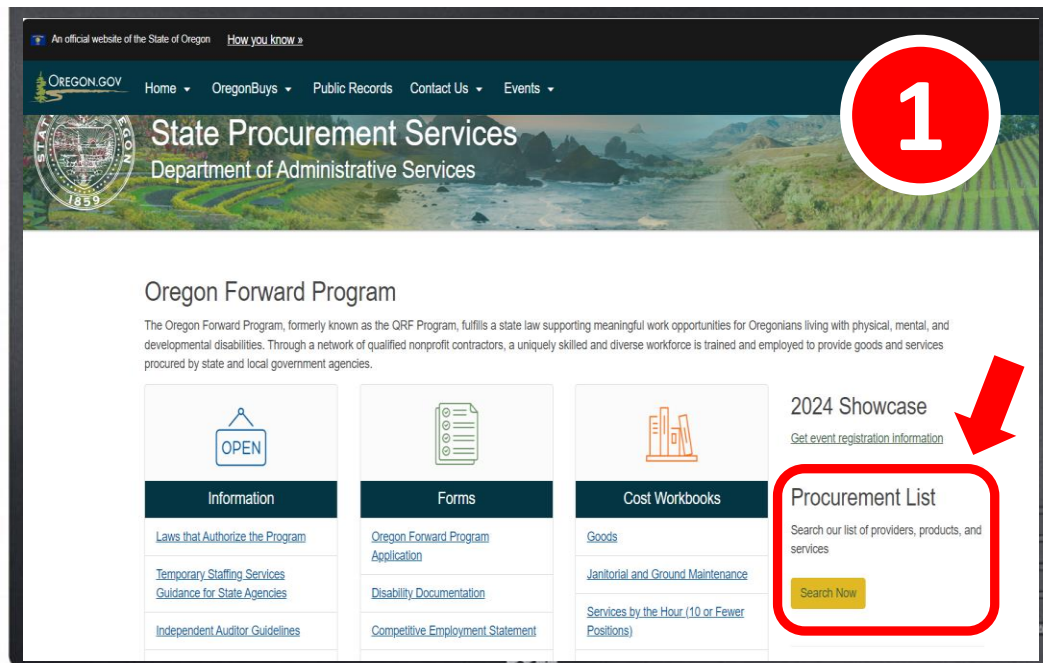 An official website of the State of Oregon How you know »
OREGON.GOV
Home OregonBuys Public Records Contact Us Events
1
State Procurement Services
Department of Administrative Services
1859
Oregon Forward Program
The Oregon Forward Program, formerly known as the QRF Program, fulfills a state law supporting meaningful work opportunities for Oregonians living with physical, mental, and
developmental disabilities. Through a network of qualified nonprofit contractors, a uniquely skilled and diverse workforce is trained and employed to provide goods and services
procured by state and local government agencies.
OPEN
Information
Laws that Authorize the Program
Temporary Staffing Services
Guidance for State Agencies
Independent Auditor Guidelines
Forms
Oregon Forward Program
Application
Disability Documentation
Competitive Employment Statement
Cost Workbooks
Goods
Janitorial and Ground Maintenance
Services by the Hour (10 or Fewer
Positions)
2024 Showcase
Get event registration information
Procurement List
Search our list of providers, products, and
services
Search Now